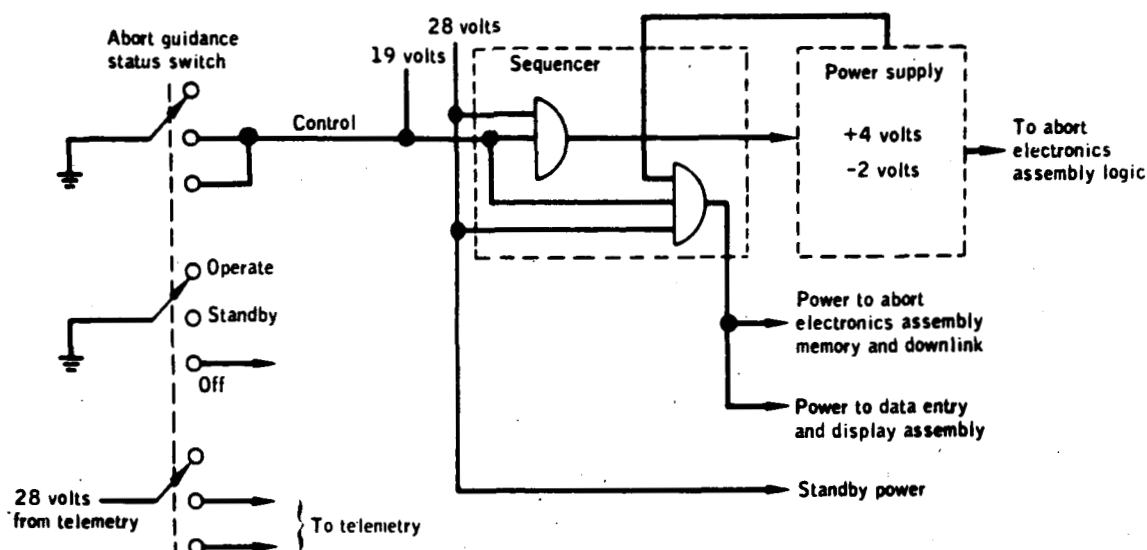 Abort guidance
status switch
28 volts
19 volts
Control
Sequencer
Power supply
+4 volts
-2 volts
To abort
electronics
assembly logic
Operate
Standby
Off
Power to abort
electronics assembly
memory and downlink
Power to data entry
and display assembly
Standby power
28 volts
from telemetry
To telemetry